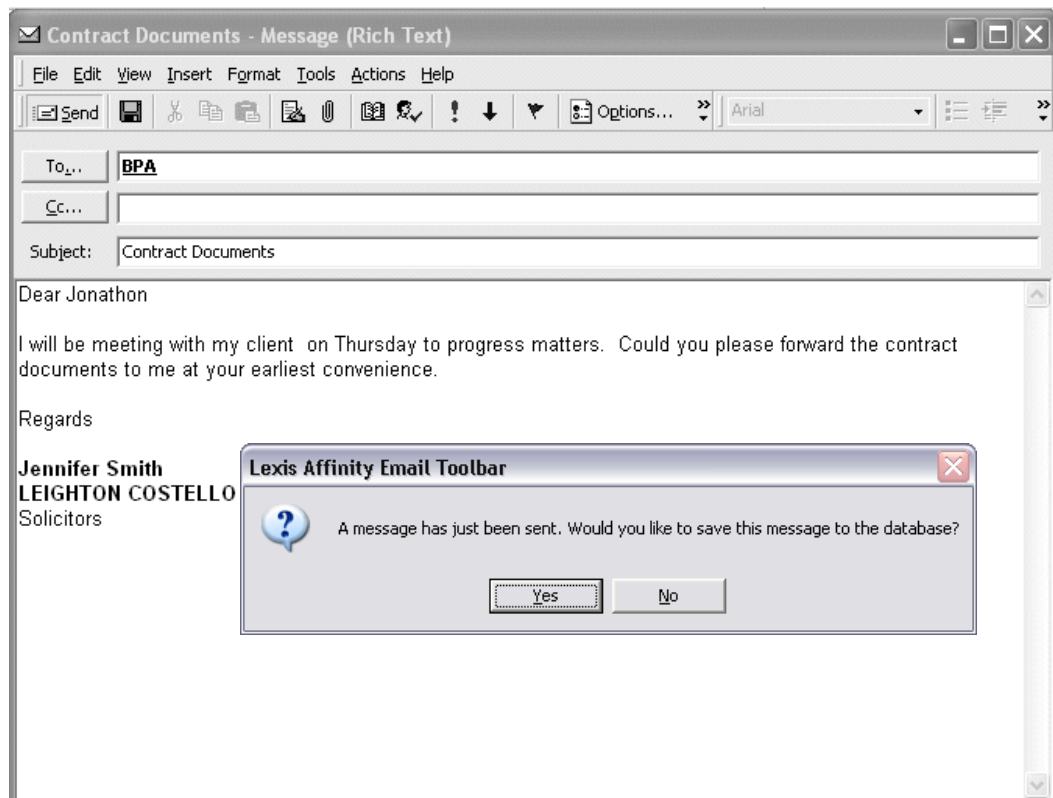 Contract Documents - Message (Rich Text)
File Edit View Insert Format Tools Actions Help
Send Options... Arial
To... BPA
Cc...
Subject: Contract Documents
Dear Jonathon
I will be meeting with my client  on Thursday to progress matters.  Could you please forward the contract
documents to me at your earliest convenience.
Regards
Jennifer Smith
LEIGHTON COSTELLO
Solicitors
Lexis Affinity Email Toolbar
A message has just been sent. Would you like to save this message to the database?
Yes No